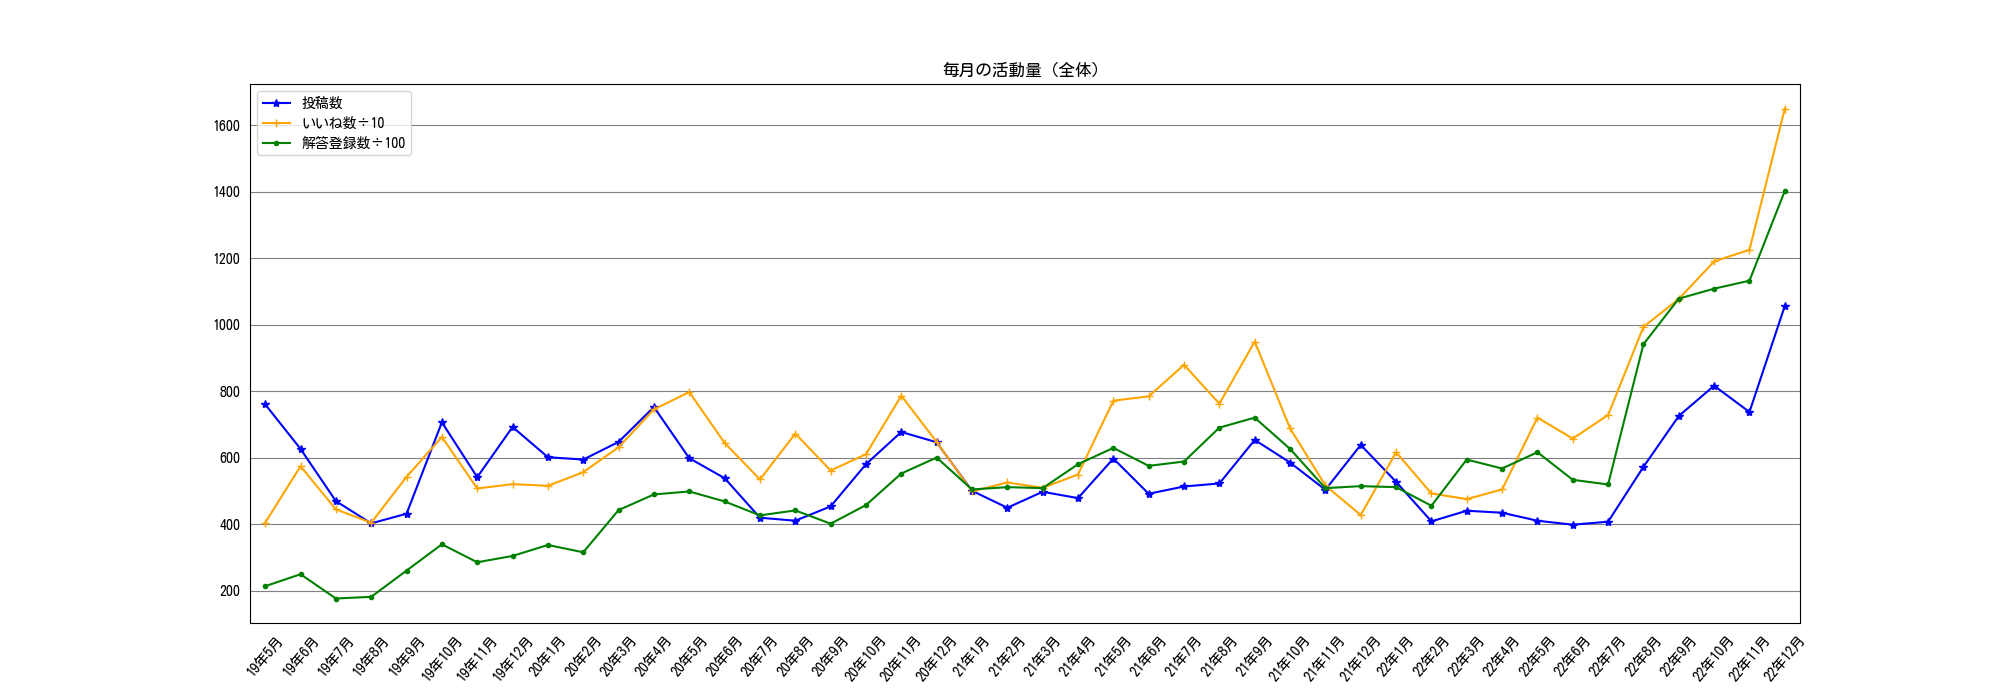 毎月の活動量（全体）
投稿数
いいね数÷10
解答登録数÷100
1600
1400
1200
1000
800
600
400
200
19年5月
19年6月
19年7月
19年8月
19年9月
19年10月
19年11月
19年12月
20年1月
20年2月
20年3月
20年4月
20年5月
20年6月
20年7月
20年8月
20年9月
20年10月
20年11月
20年12月
21年1月
21年2月
21年3月
21年4月
21年5月
21年6月
21年7月
21年8月
21年9月
21年10月
21年11月
21年12月
22年1月
22年2月
22年3月
22年4月
22年5月
22年6月
22年7月
22年8月
22年9月
22年10月
22年11月
22年12月